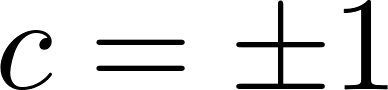 c = ±1